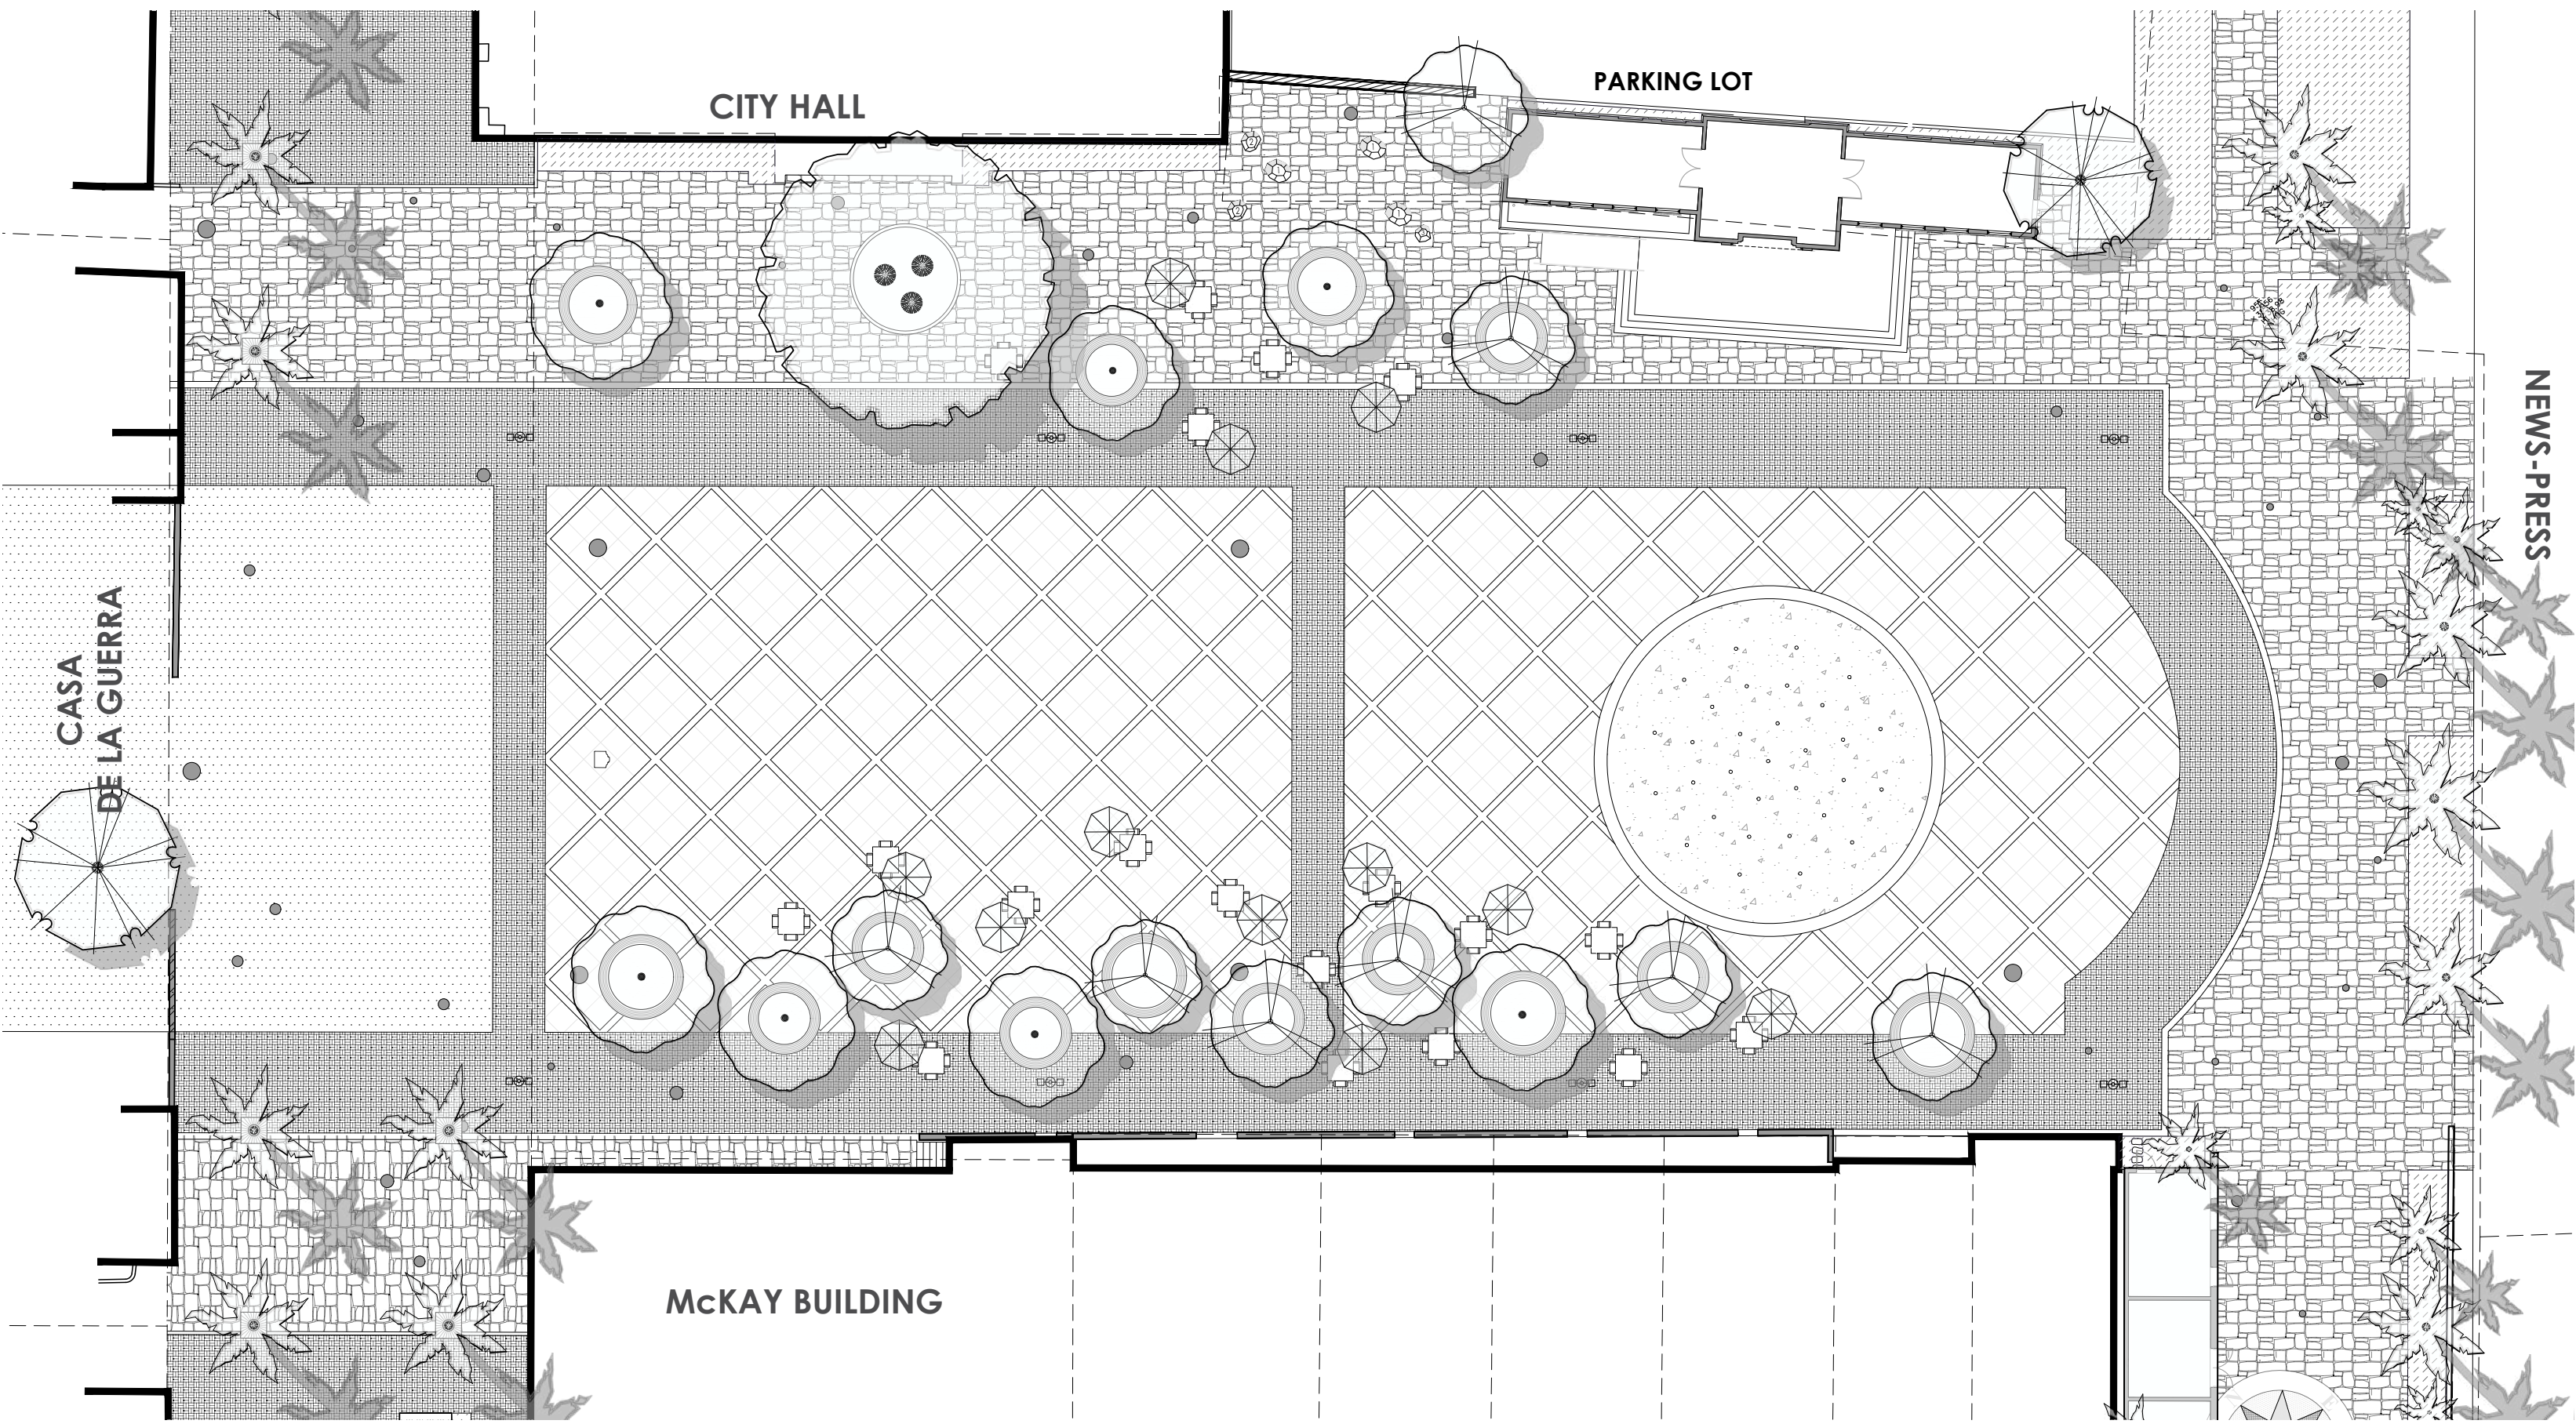 CITY HALL
PARKING LOT
NEWS-PRESS
CASA
DE LA GUERRA
McKAY BUILDING